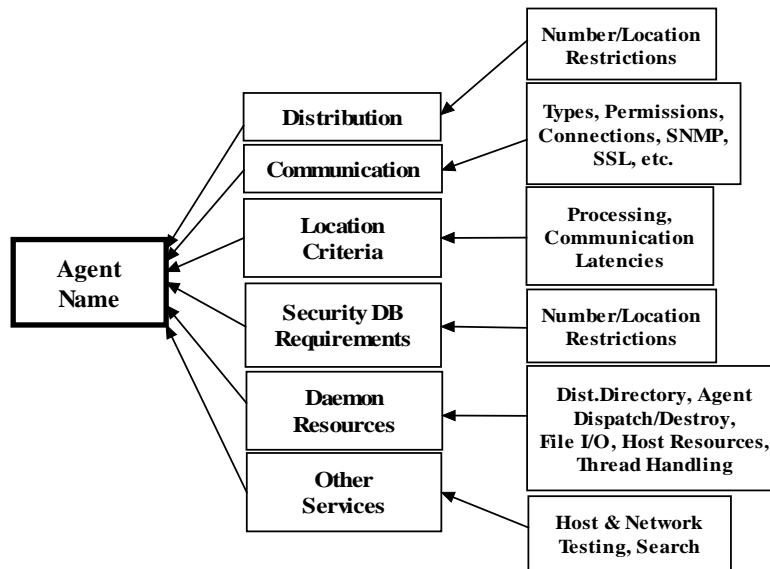 Number/Location
Restrictions
Distribution
Types, Permissions,
Connections, SNMP,
SSL, etc.
Communication
Location
Criteria
Processing,
Communication
Latencies
Agent
Name
Security DB
Requirements
Number/Location
Restrictions
Daemon
Resources
Dist.Directory, Agent
Dispatch/Destroy,
File I/O, Host Resources,
Thread Handling
Other
Services
Host & Network
Testing, Search